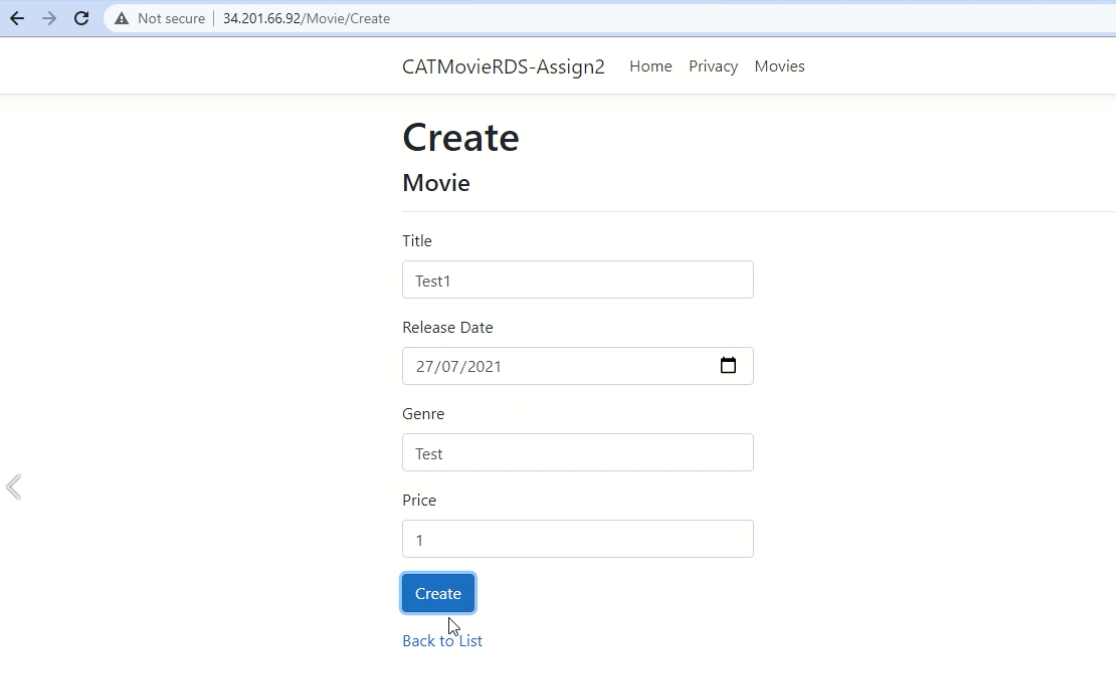 Not secure | 34.201.66.92/Movie/Create
CATMovieRDS-Assign2 Home Privacy Movies
Create
Movie
Title
Test1
Release Date
27/07/2021
Genre
Test
Price
1
Create
Back to List